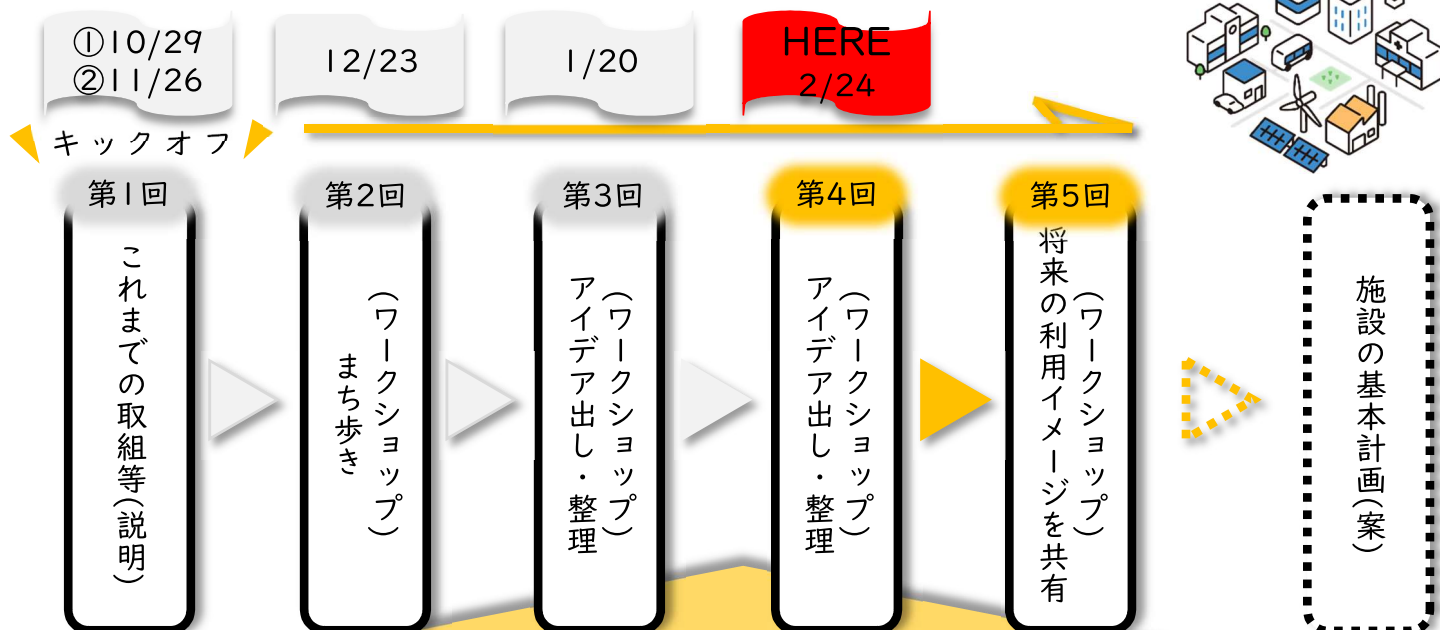 ①10/29
②11/26
12/23
1/20
HERE
2/24
キックオフ
第1回
これまでの取組等(説明)
第2回
(ワークショップ)
まち歩き
第3回
(ワークショップ)
アイデア出し・整理
第4回
(ワークショップ)
アイデア出し・整理
第5回
(ワークショップ)
将来の利用イメージを共有
施設の基本計画(案)